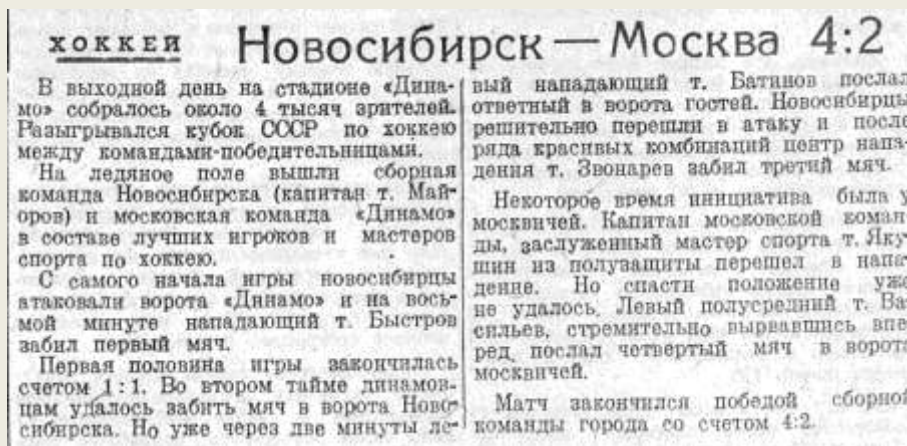 ХОККЕЙ
Новосибирск — Москва 4:2
В выходной день на стадионе «Дина-
мо» собралось около 4 тысяч зрителей.
Разыгрывался кубок СССР по хоккею
между командами-победительницами.
На ледяное поле вышли сборная
команда Новосибирска (капитан т. Май-
оров) и московская команда «Динамо»
в составе лучших игроков и мастеров
спорта по хоккею.
С самого начала игры новосибирцы
атаковали ворота «Динамо» и на вось-
мой минуте нападающий т. Быстров
забил первый мяч.
Первая половина игры закончилась
счетом 1:1. Во втором тайме динамов-
цам удалось забить мяч в ворота Ново-
сибирска. Но уже через две минуты ле-
вый нападающий т. Батинов послал
ответный в ворота гостей. Новосибирцы
решительно перешли в атаку и после
ряда красивых комбинаций центр напа-
дения т. Звонарев забил третий мяч.
Некоторое время инициатива была у
москвичей. Капитан московской коман
ды, заслуженный мастер спорта т. Яку
шин из полузащиты перешел в напа
дение. Но спасти положение уже
не удалось. Левый полусредний т. Ва
сильев, стремительно вырвавшись впе
ред, послал четвертый мяч в ворота
москвичей.
Матч закончился победой сборной
команды города со счетом 4:2.